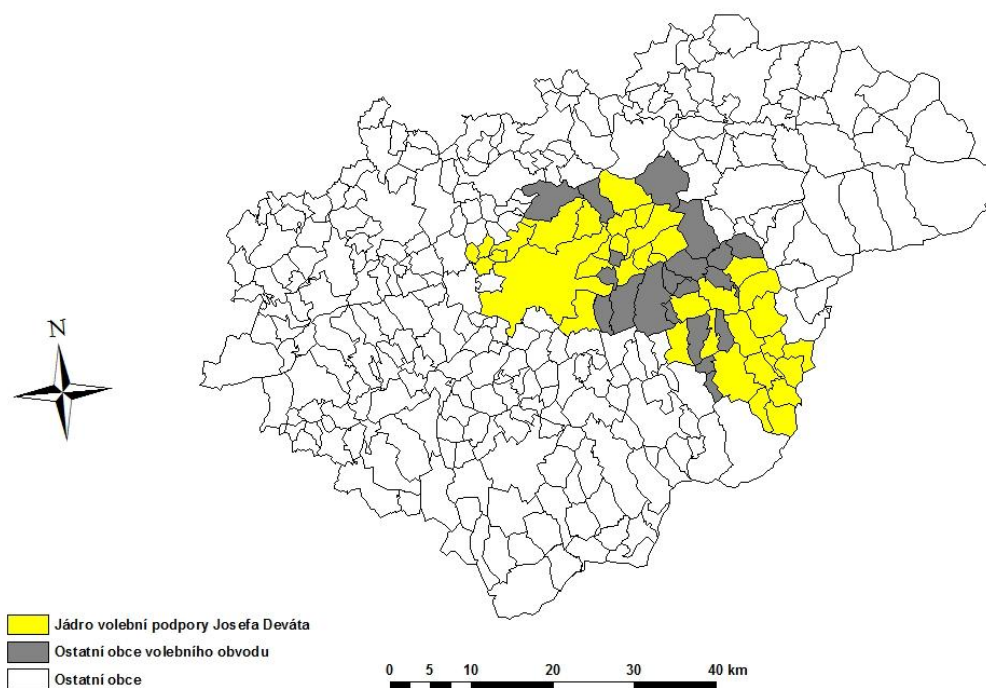 N
Jádro volební podpory Josefa Deváta
Ostatní obce volebního obvodu
Ostatní obce
0 5 10 20 30 40 km